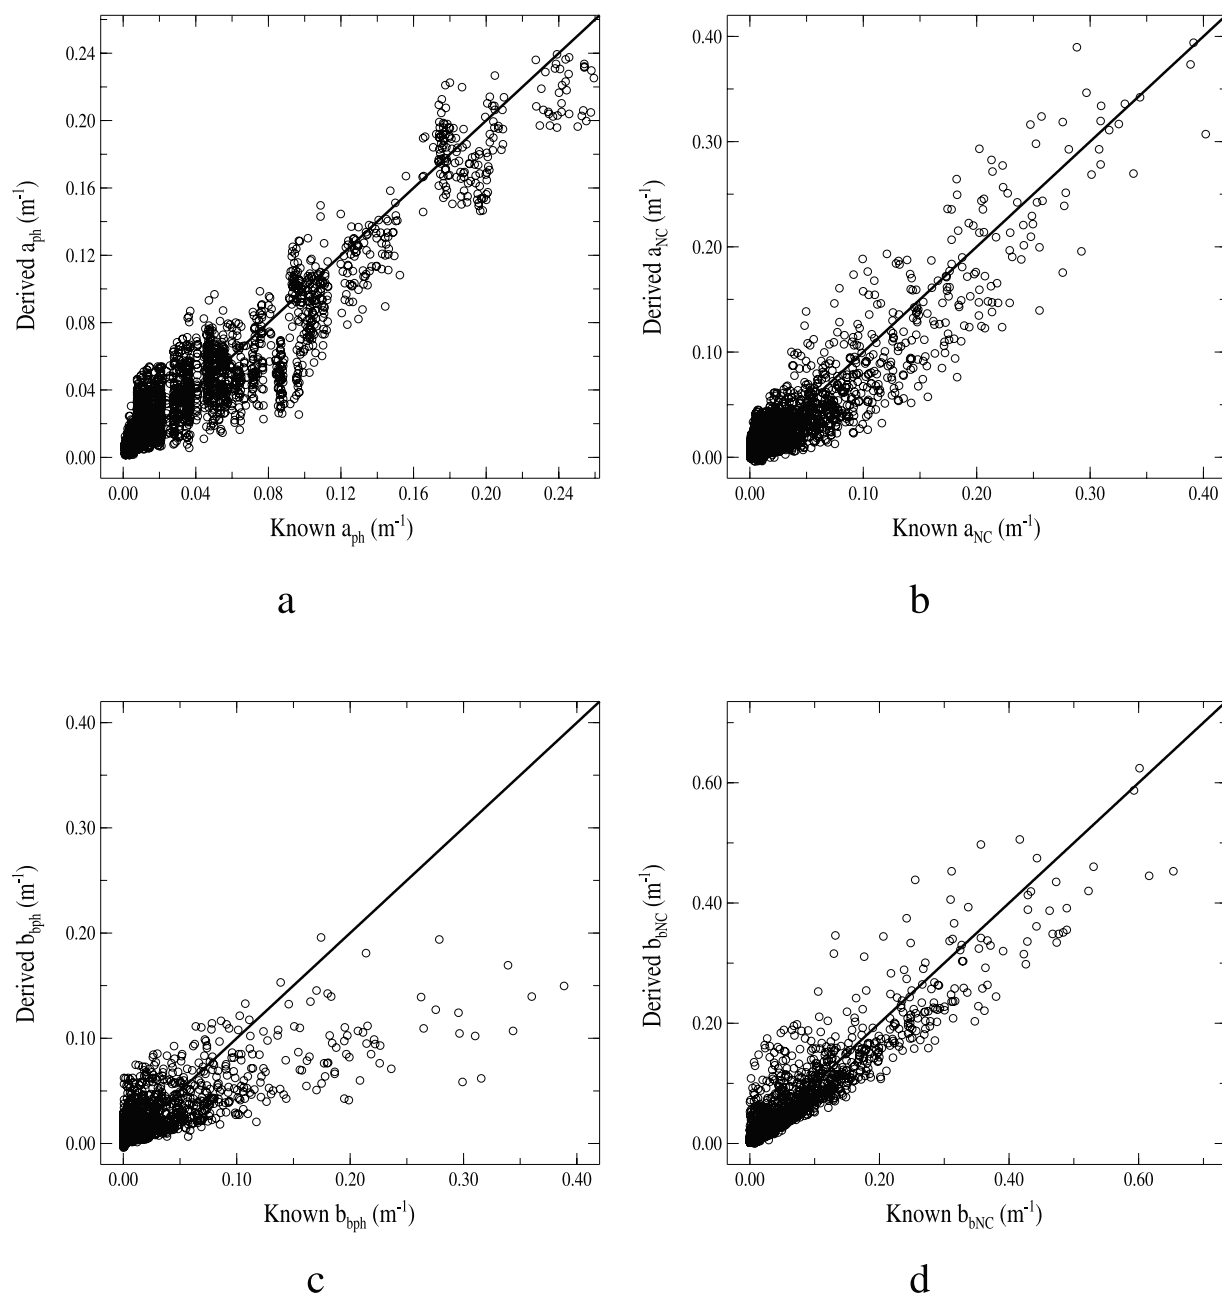 0.24
0.20
0.16
0.12
0.08
0.04
0.00
Derived a_ph (m^-1)
0.00 0.04 0.08 0.12 0.16 0.20 0.24
Known a_ph (m^-1)
a
0.40
0.30
0.20
0.10
0.00
Derived a_NC (m^-1)
0.00 0.10 0.20 0.30 0.40
Known a_NC (m^-1)
b
0.40
0.30
0.20
0.10
0.00
Derived b_bph (m^-1)
0.00 0.10 0.20 0.30 0.40
Known b_bph (m^-1)
c
0.60
0.40
0.20
0.00
Derived b_bNC (m^-1)
0.00 0.20 0.40 0.60
Known b_bNC (m^-1)
d